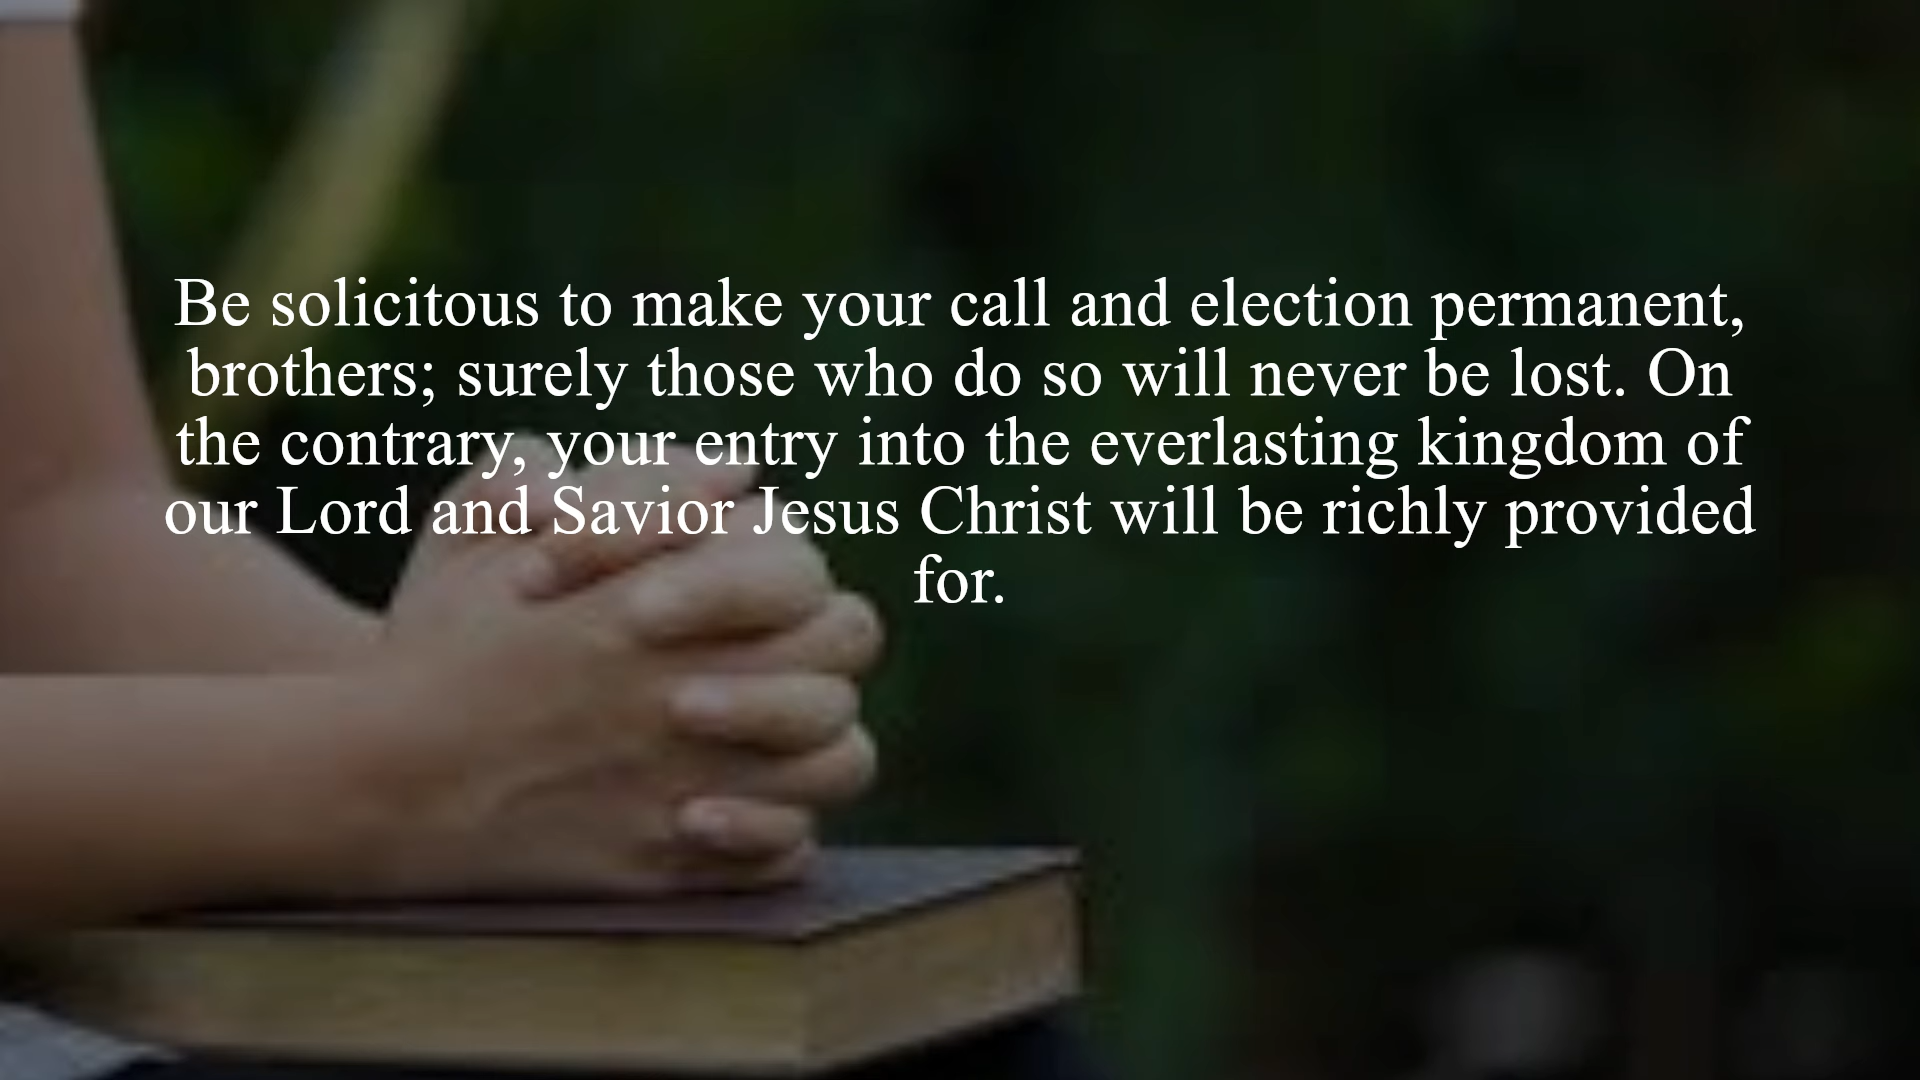 Be solicitous to make your call and election permanent,
brothers; surely those who do so will never be lost. On
the contrary, your entry into the everlasting kingdom of
our Lord and Savior Jesus Christ will be richly provided
for.